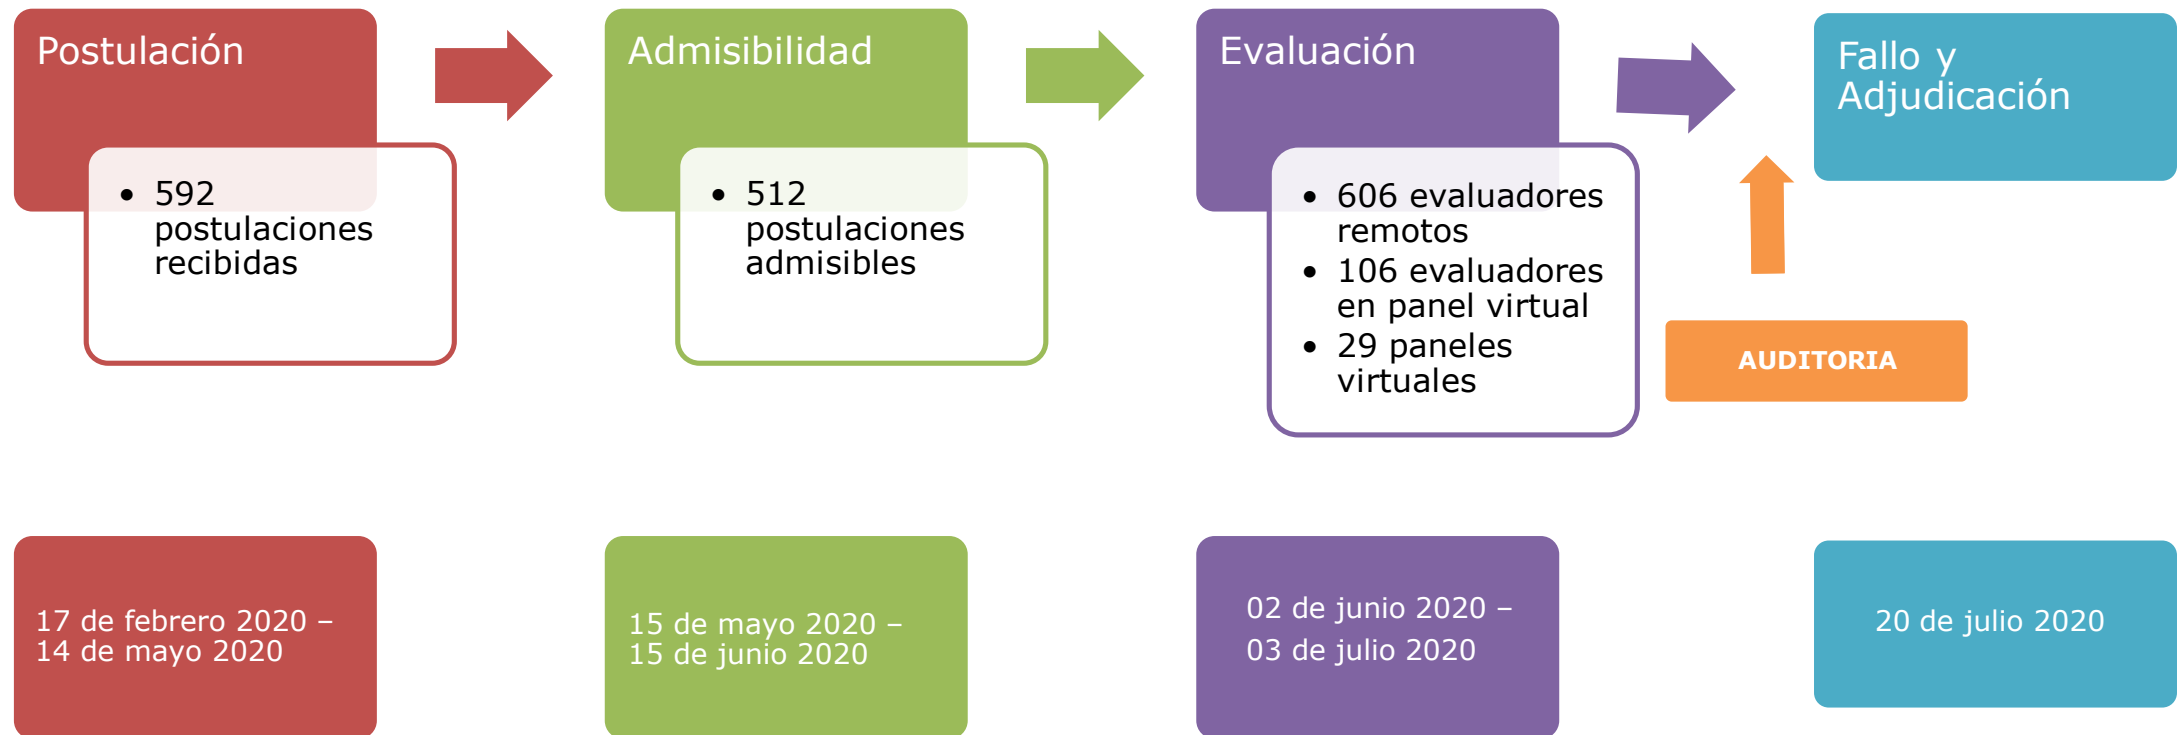 Postulación
• 592
postulaciones
recibidas
Admisibilidad
• 512
postulaciones
admisibles
Evaluación
• 606 evaluadores
remotos
• 106 evaluadores
en panel virtual
• 29 paneles
virtuales
Fallo y
Adjudicación
AUDITORIA
17 de febrero 2020 –
14 de mayo 2020
15 de mayo 2020 –
15 de junio 2020
02 de junio 2020 –
03 de julio 2020
20 de julio 2020